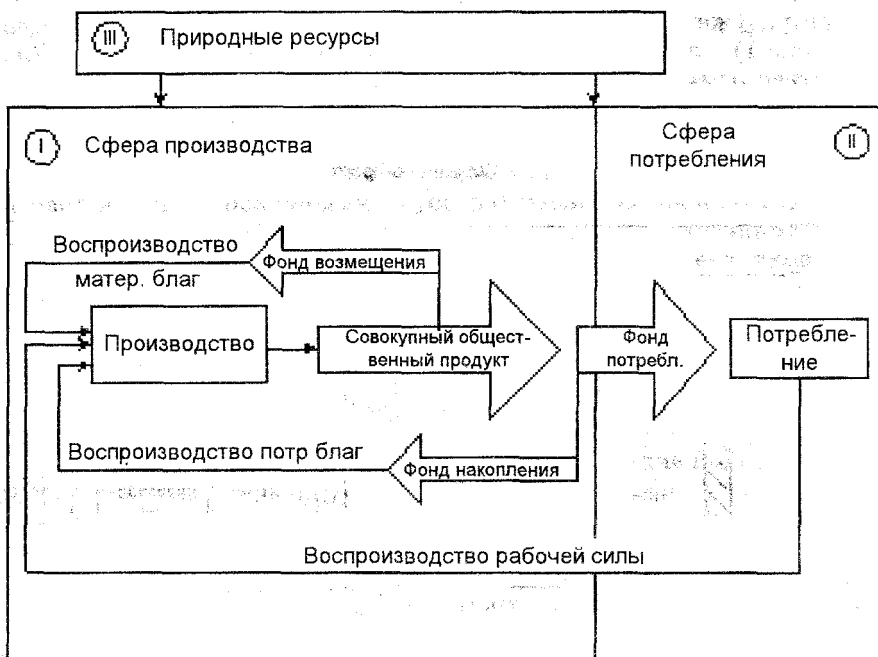 III Природные ресурсы
I Сфера производства
Сфера
потребления
II
Воспроизводство
матер. благ
Фонд возмещения
Производство
Совокупный общест-
венный продукт
Фонд
потребл.
Потребле-
ние
Воспроизводство потр благ
Фонд накопления
Воспроизводство рабочей силы